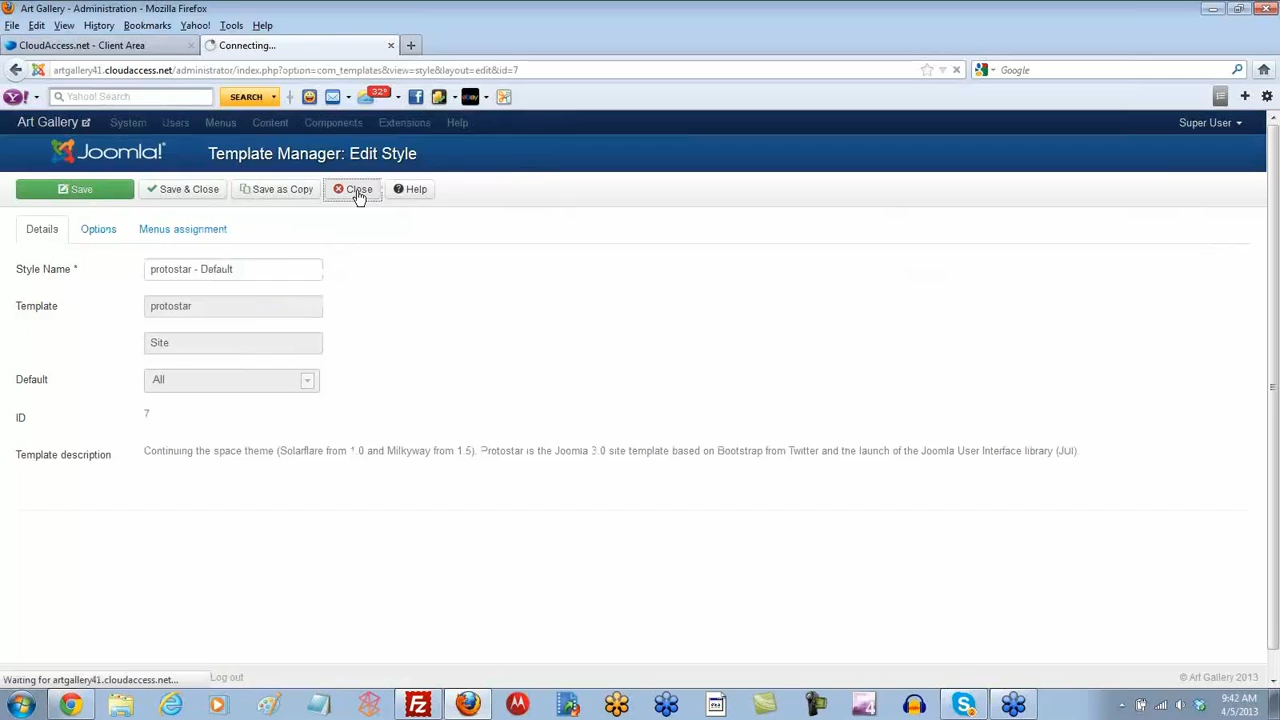 Art Gallery - Administration - Mozilla Firefox
File Edit View History Bookmarks Yahoo! Tools Help
CloudAccess.net - Client Area
Connecting...
artgallery41.cloudaccess.net/administrator/index.php?option=com_templates&view=style&layout=edit&id=7
Google
Y! Yahoo! Search SEARCH 32° ebay
Art Gallery System Users Menus Content Components Extensions Help Super User
Joomla!® Template Manager: Edit Style
Save Save & Close Save as Copy Close Help
Details Options Menus assignment
Style Name * protostar - Default
Template protostar
Site
Default All
ID 7
Template description Continuing the space theme (Solarflare from 1.0 and Milkyway from 1.5). Protostar is the Joomla 3.0 site template based on Bootstrap from Twitter and the launch of the Joomla User Interface library (JUI).
Waiting for artgallery41.cloudaccess.net... Log out © Art Gallery 2013
9:42 AM
4/5/2013